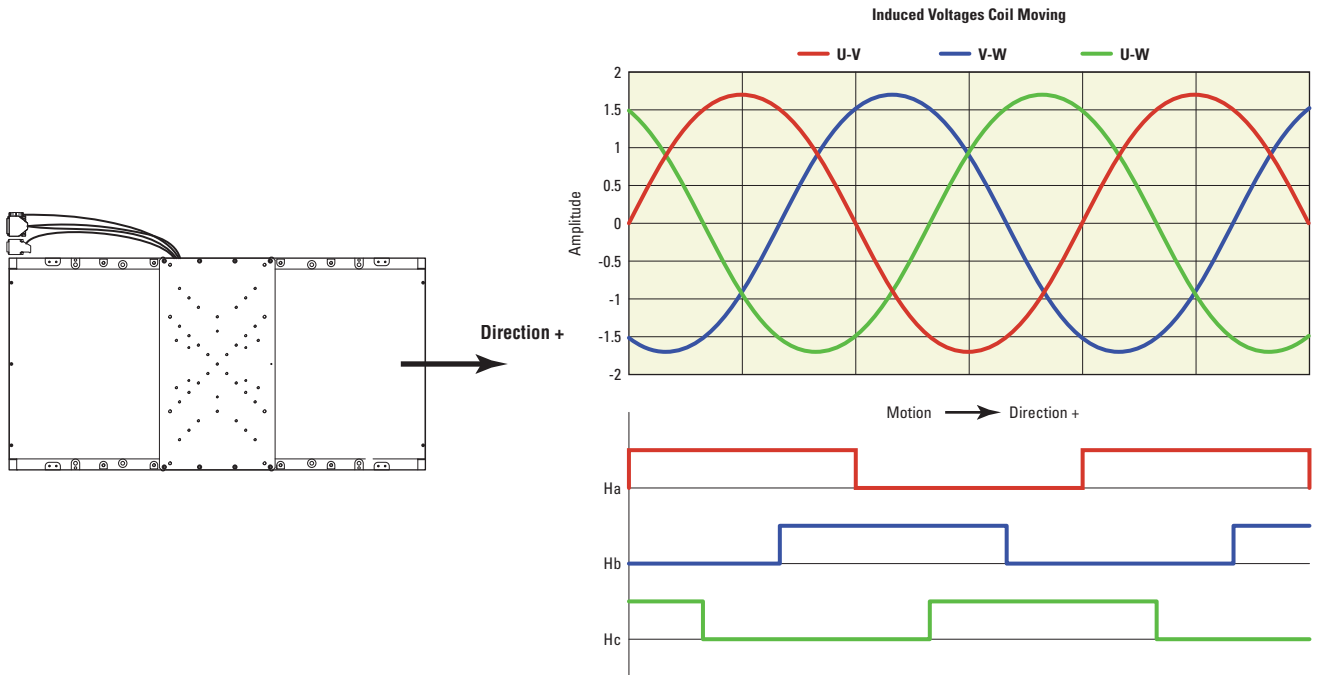 Induced Voltages Coil Moving
U-V V-W U-W
2
1.5
1
0.5
0
-0.5
-1
-1.5
-2
Amplitude
Direction +
Motion Direction +
Ha
Hb
Hc